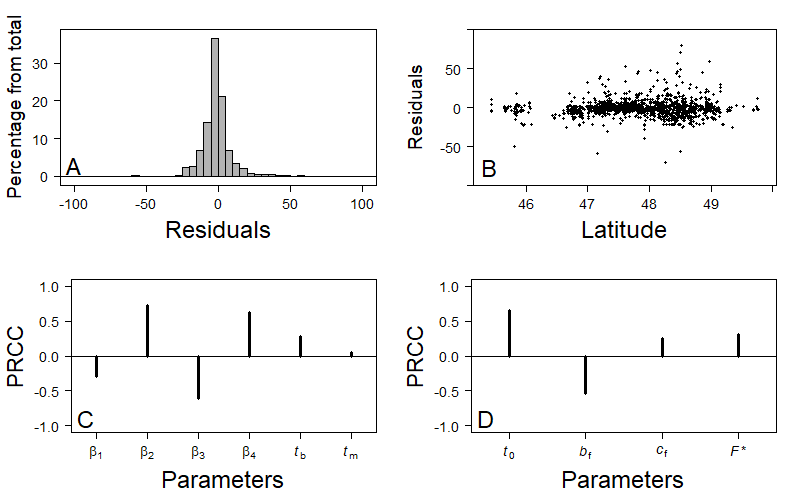 Percentage from total
30
20
10
0
A
-100 -50 0 50 100
Residuals
Residuals
50
0
-50
B
46 47 48 49
Latitude
PRCC
1.0
0.5
0.0
-0.5
-1.0
C
β1 β2 β3 β4 tb tm
Parameters
PRCC
1.0
0.5
0.0
-0.5
-1.0
D
t0 bf cf F*
Parameters